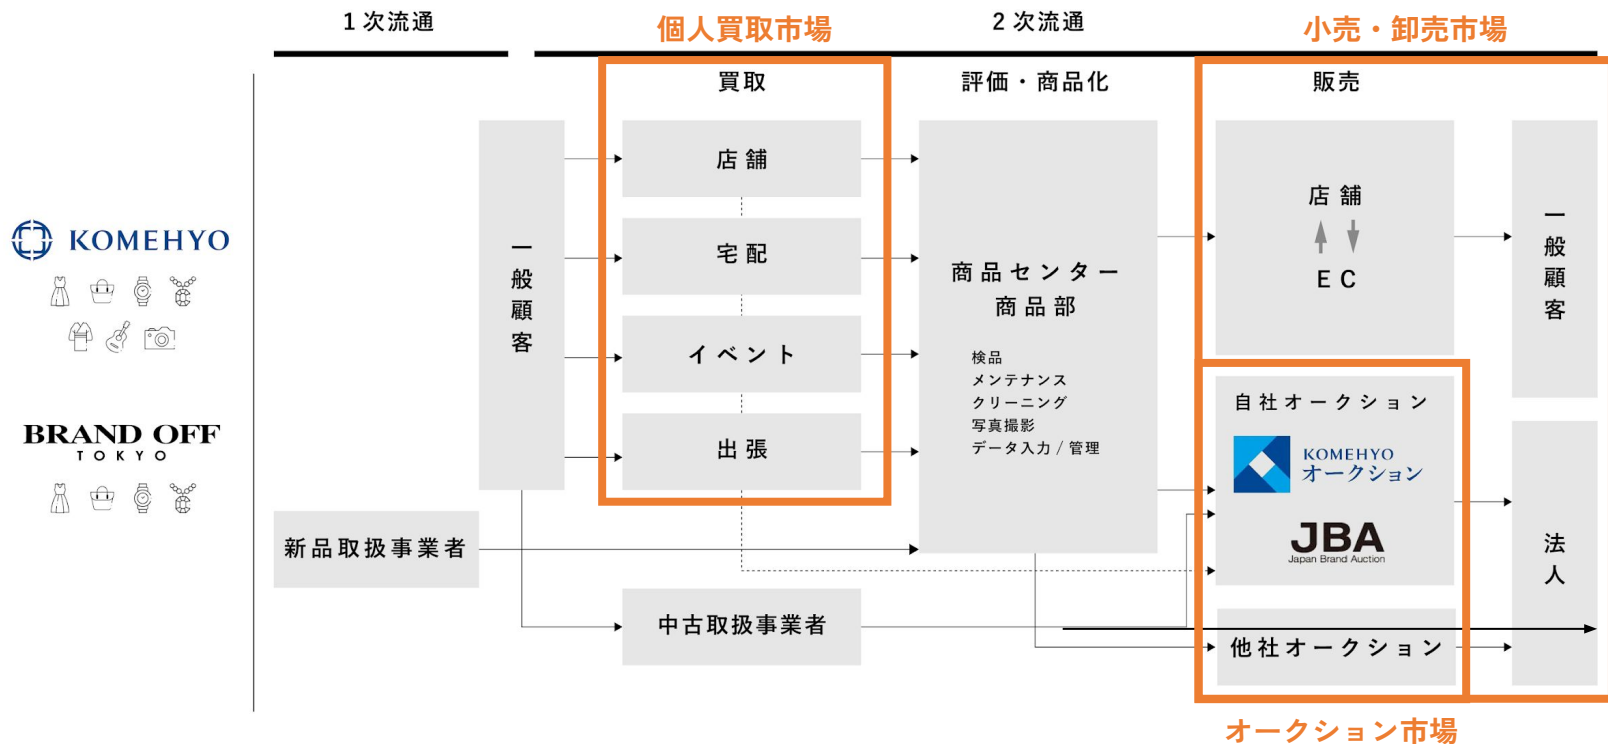 1次流通
個人買取市場
2次流通
小売・卸売市場
買取
評価・商品化
販売
KOMEHYO
BRAND OFF
TOKYO
一般顧客
新品取扱事業者
店舗
宅配
イベント
出張
中古取扱事業者
商品センター
商品部
検品
メンテナンス
クリーニング
写真撮影
データ入力 / 管理
店舗
EC
自社オークション
KOMEHYO
オークション
JBA
Japan Brand Auction
他社オークション
一般顧客
法人
オークション市場